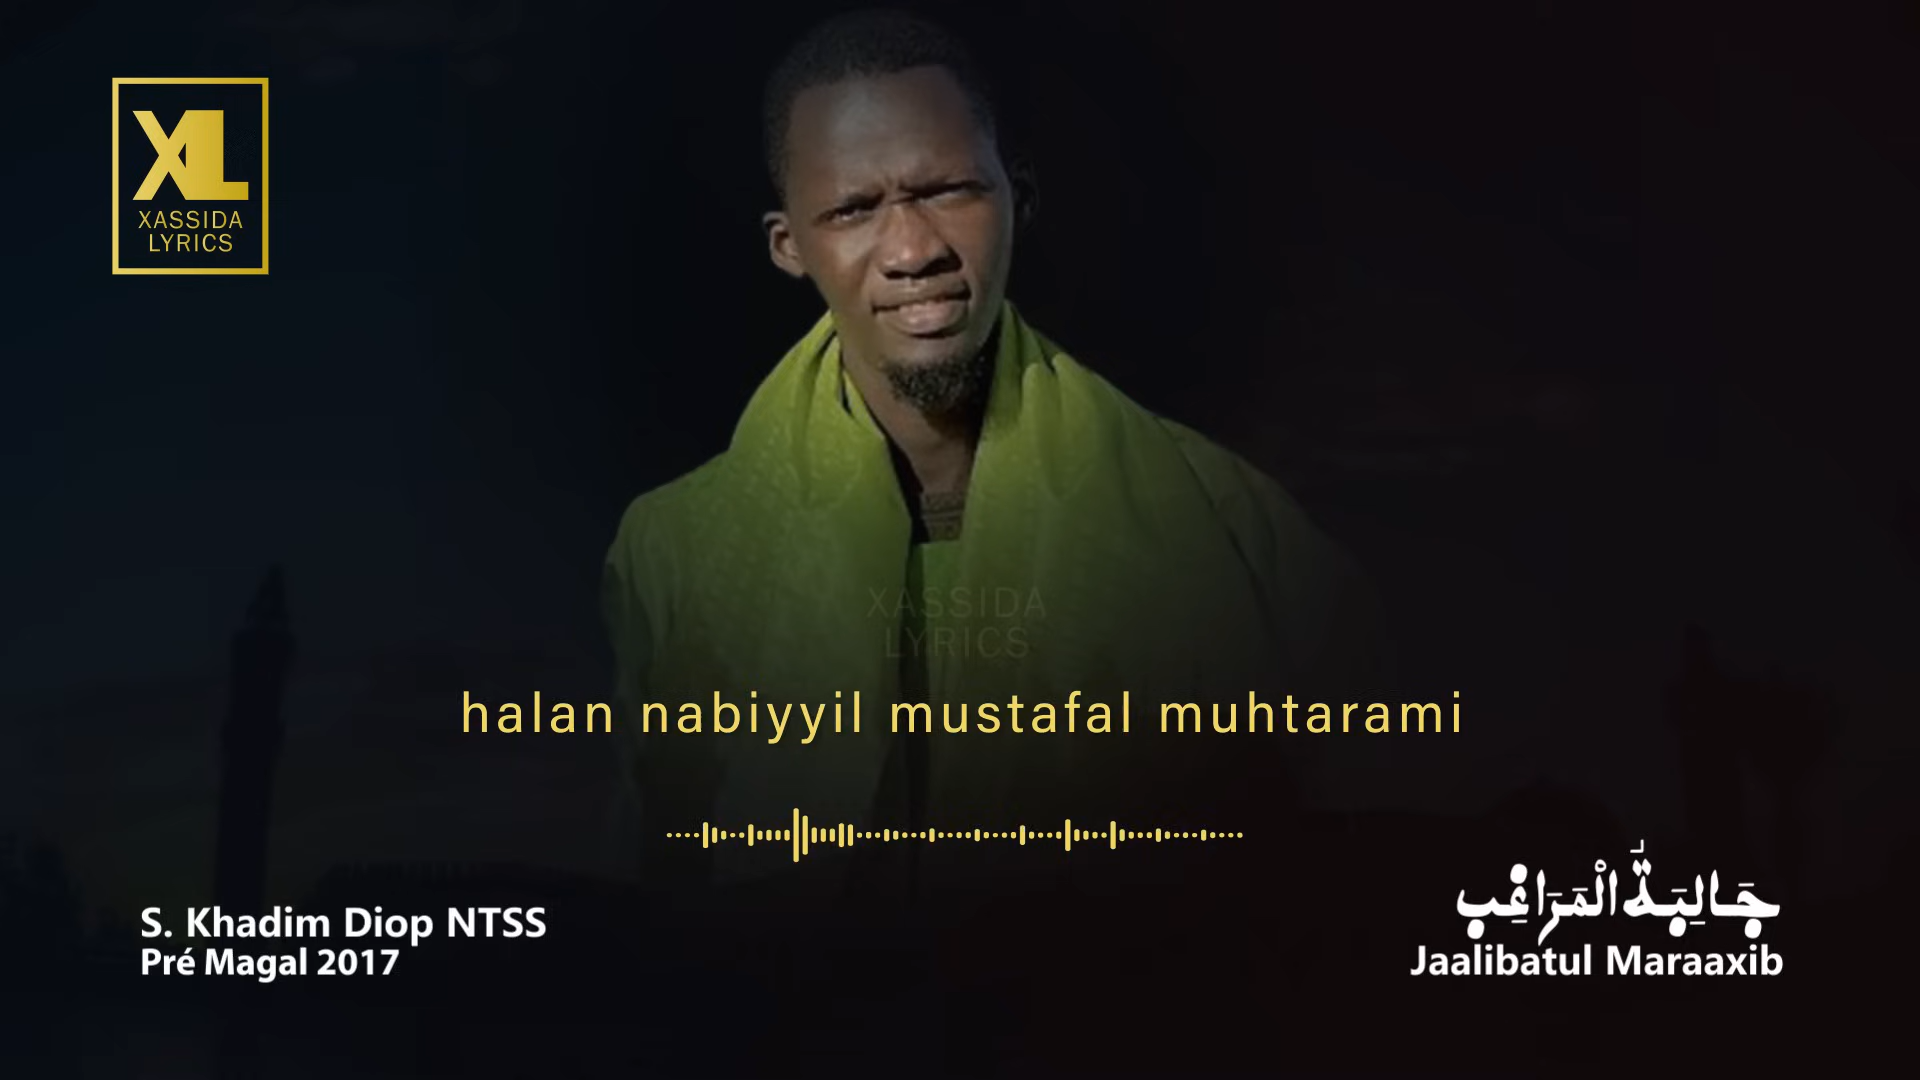 XL
XASSIDA
LYRICS
XASSIDA
LYRICS
halan nabiyyil mustafal muhtarami
S. Khadim Diop NTSS
Pré Magal 2017
جَالِبَةُ الْمَرَاغِب
Jaalibatul Maraaxib